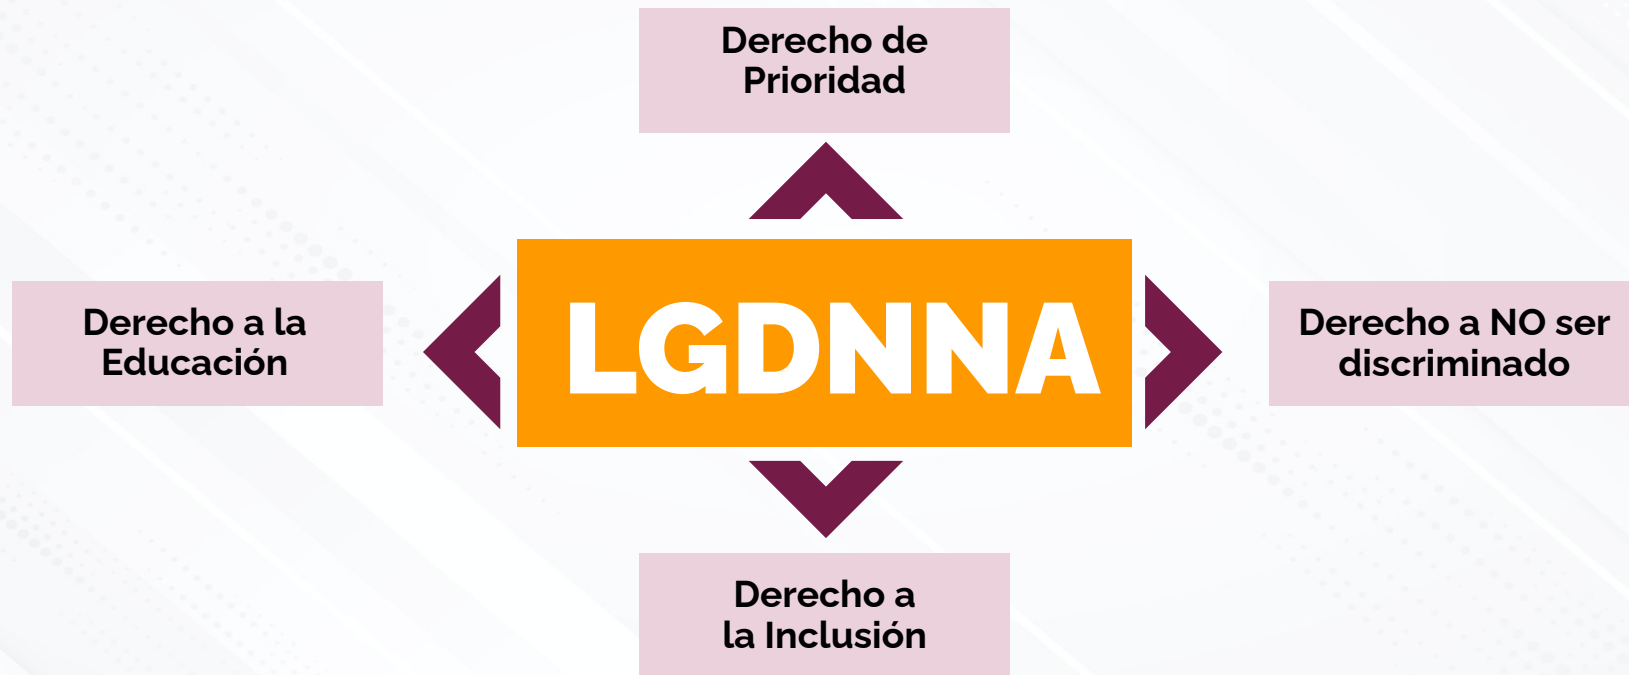 Derecho de
Prioridad
Derecho a la
Educación
LGDNNA
Derecho a NO ser
discriminado
Derecho a
la Inclusión